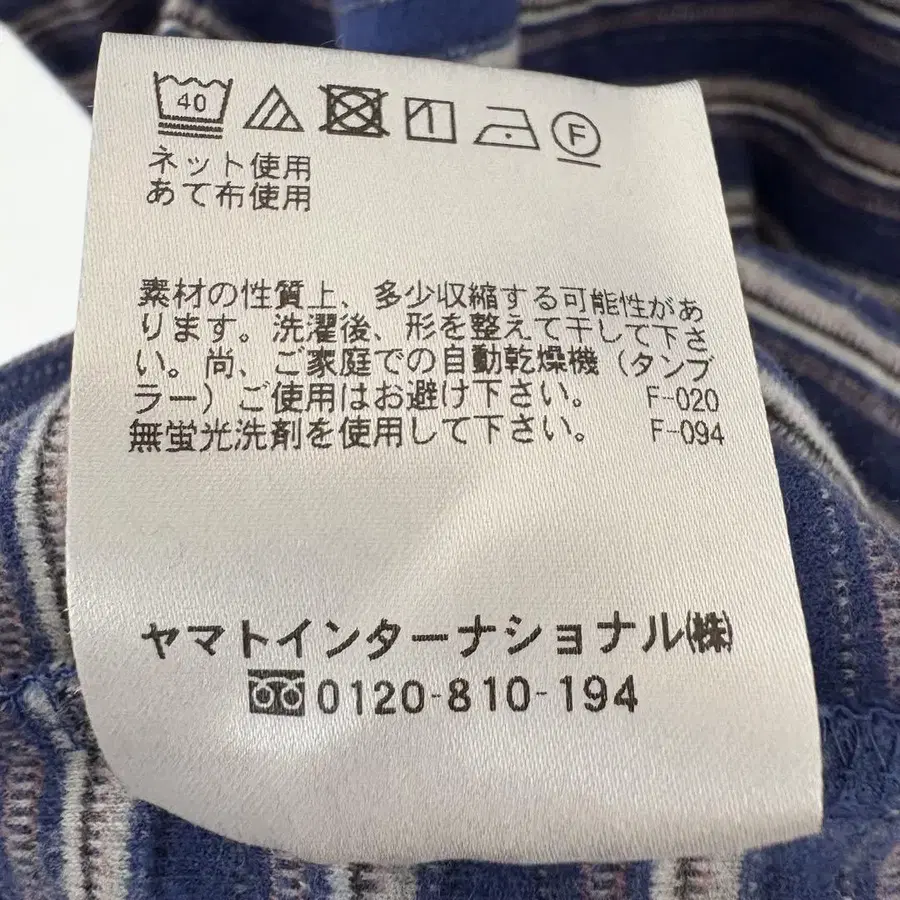 40
F
ネット使用
あて布使用
素材の性質上、多少収縮する可能性があ
ります。洗濯後、形を整えて干して下さ
い。尚、ご家庭での自動乾燥機（タンブ
ラー）ご使用はお避け下さい。 F-020
無蛍光洗剤を使用して下さい。 F-094
ヤマトインターナショナル㈱
0120-810-194